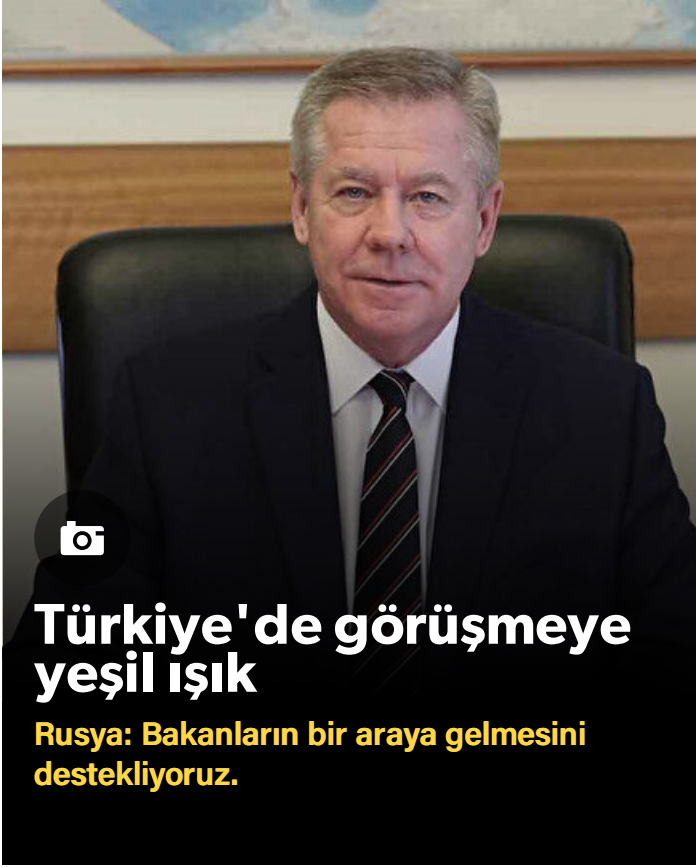 Türkiye'de görüşmeye
yeşil ışık
Rusya: Bakanların bir araya gelmesini
destekliyoruz.